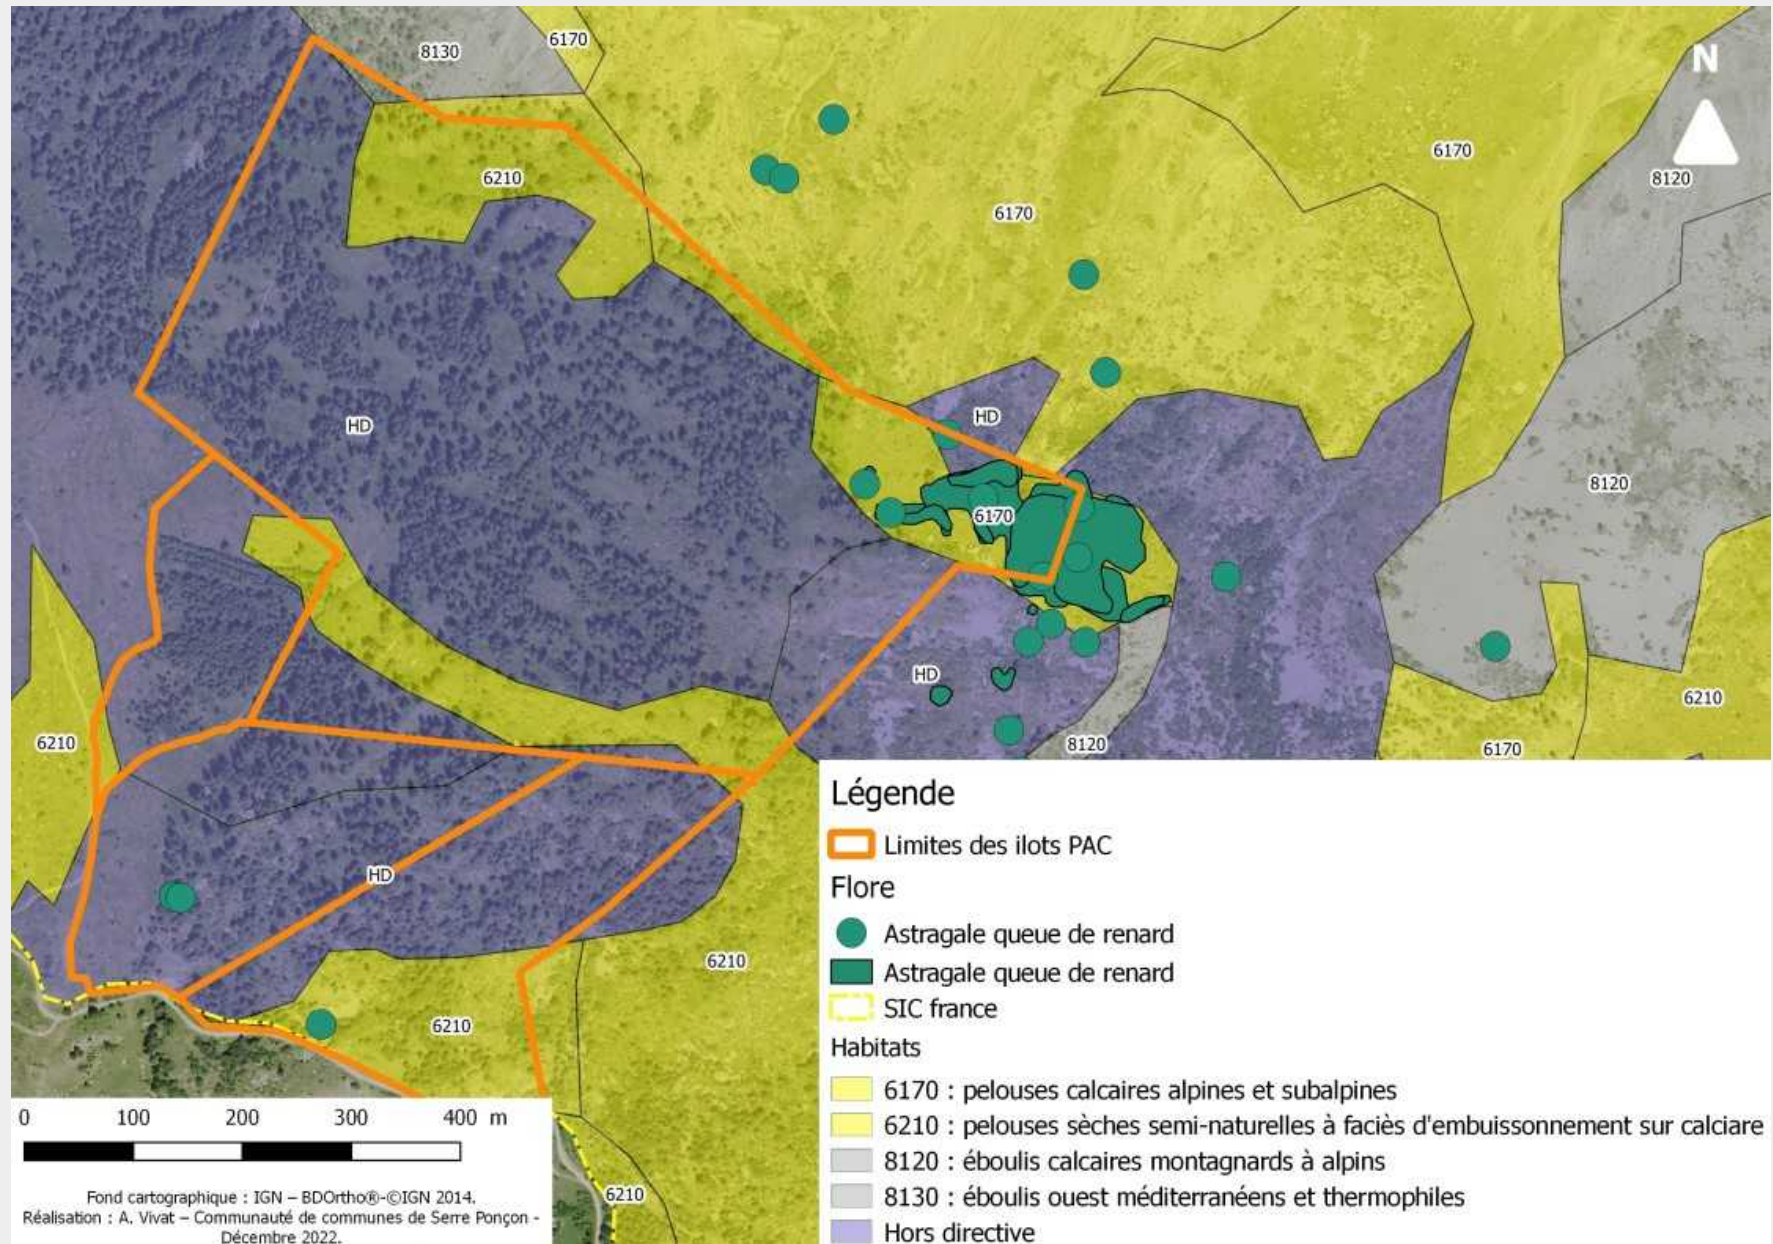 8130
6170
N
6210
6170
8120
6170
HD
HD
8120
6170
HD
6210
6210
8120
6170
HD
6210
6210
6210
Légende
Limites des ilots PAC
Flore
Astragale queue de renard
Astragale queue de renard
SIC france
Habitats
6170 : pelouses calcaires alpines et subalpines
6210 : pelouses sèches semi-naturelles à faciès d'embuissonnement sur calciare
8120 : éboulis calcaires montagnards à alpins
8130 : éboulis ouest méditerranéens et thermophiles
Hors directive
0 100 200 300 400 m
Fond cartographique : IGN – BDOrtho®-©IGN 2014.
Réalisation : A. Vivat – Communauté de communes de Serre Ponçon -
Décembre 2022.